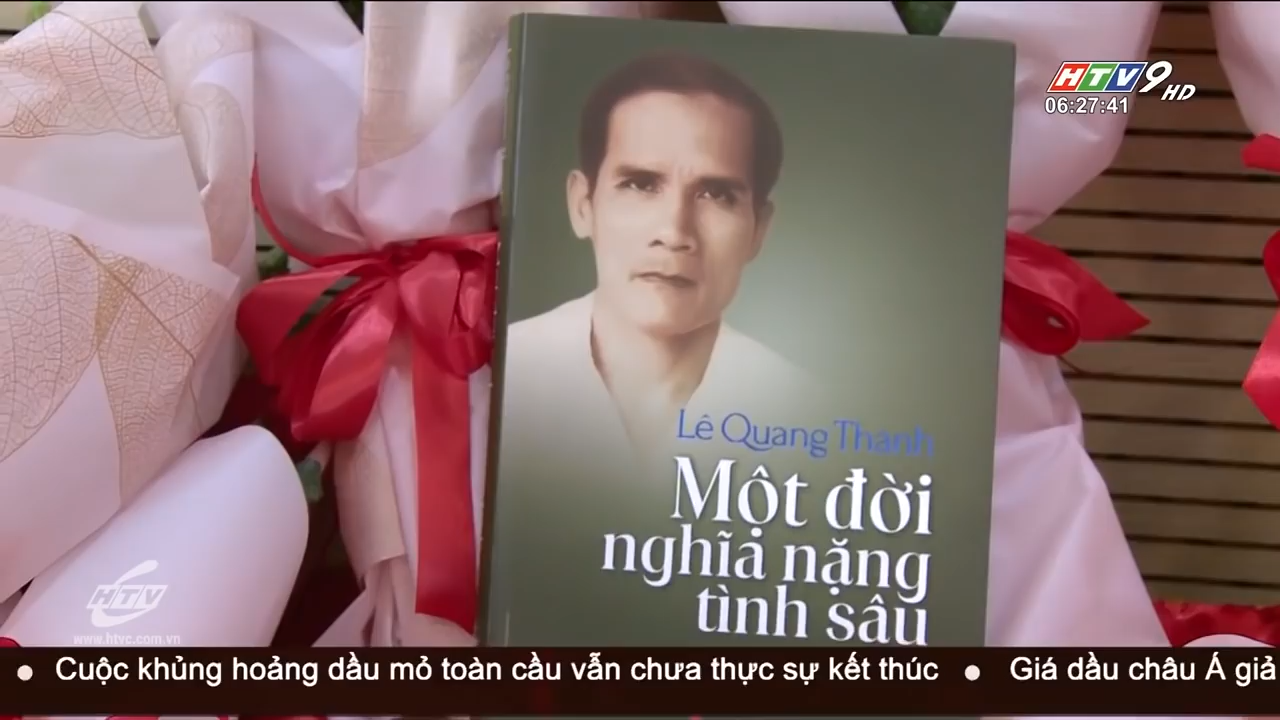 HTV9 HD
06:27:41
Lê Quang Thành
Một đời
nghĩa nặng
tình sâu
HTV
www.htvc.com.vn
Cuộc khủng hoảng dầu mỏ toàn cầu vẫn chưa thực sự kết thúc • Giá dầu châu Á giả